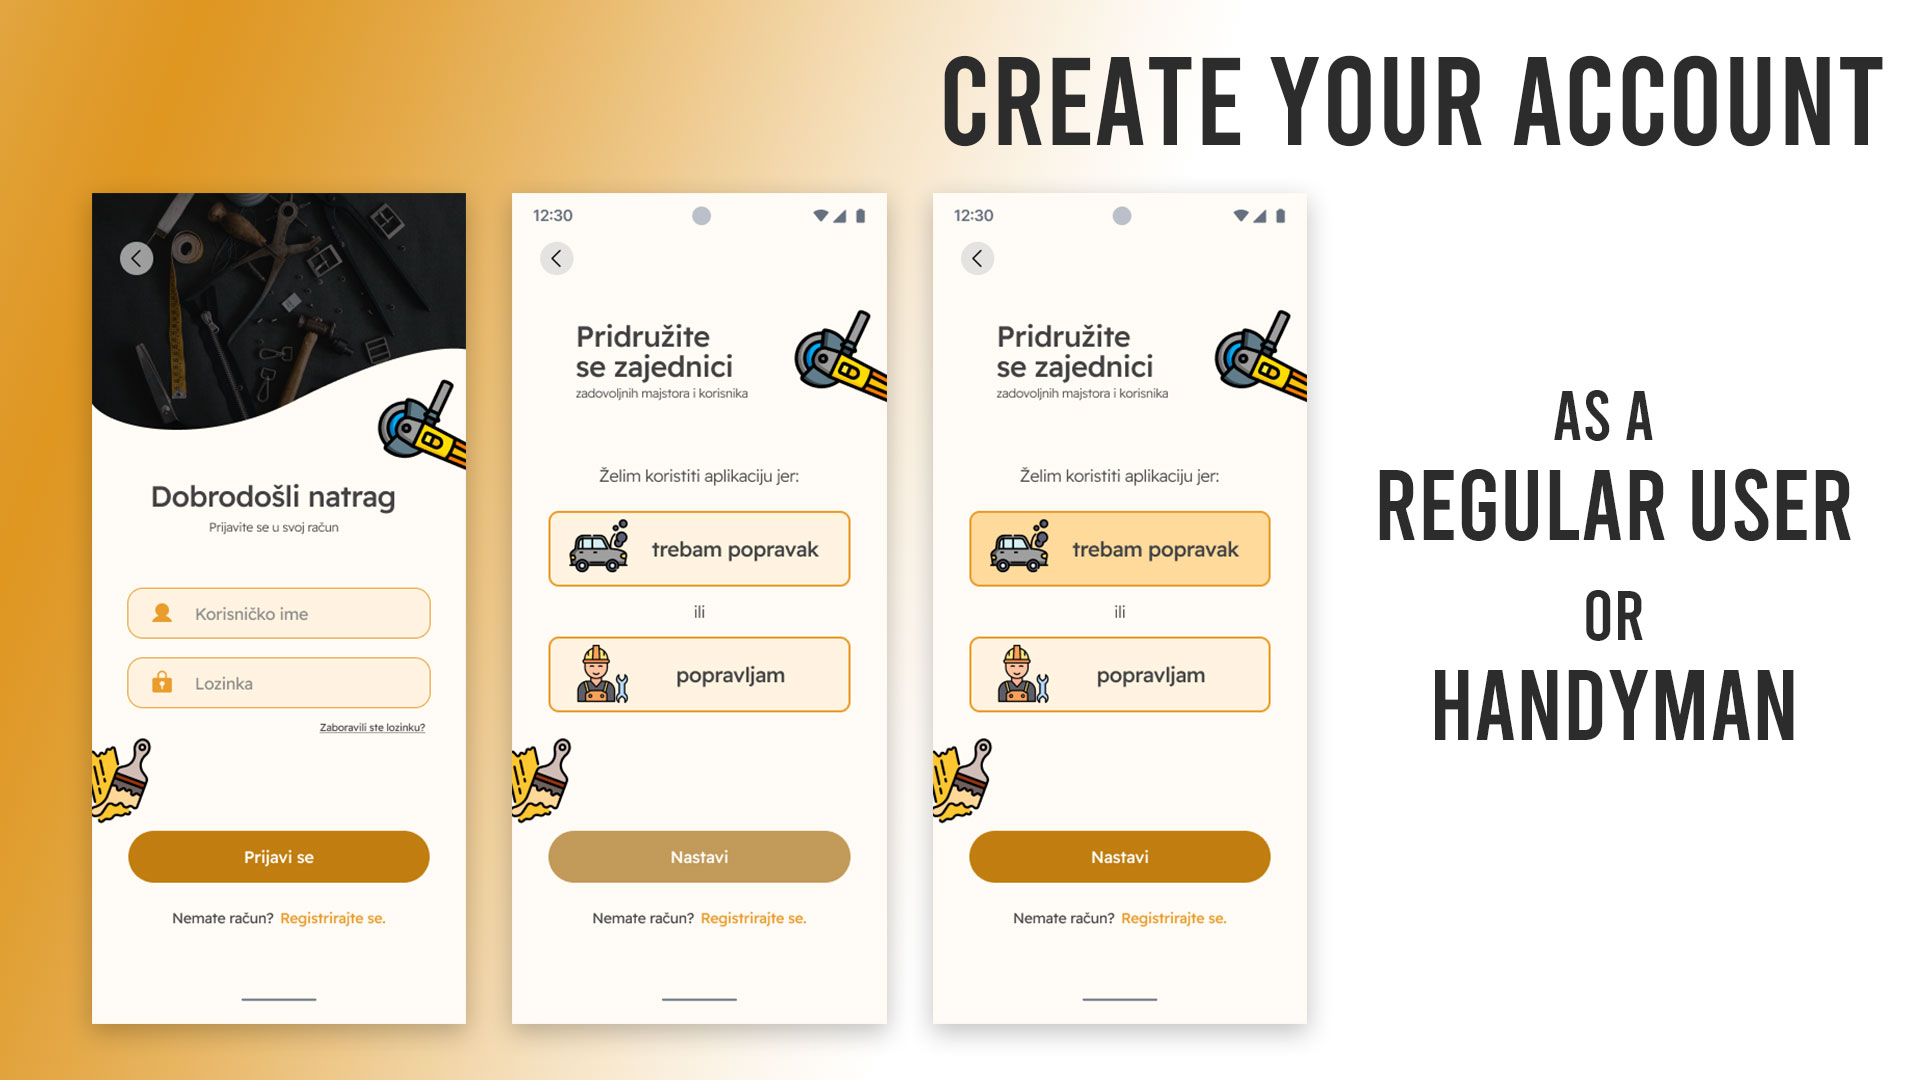 CREATE YOUR ACCOUNT
Dobrodošli natrag
Prijavite se u svoj račun
Korisničko ime
Lozinka
Zaboravili ste lozinku?
Prijavi se
Nemate račun? Registrirajte se.
12:30
Pridružite
se zajednici
zadovoljnih majstora i korisnika
Želim koristiti aplikaciju jer:
trebam popravak
ili
popravljam
Nastavi
Nemate račun? Registrirajte se.
12:30
Pridružite
se zajednici
zadovoljnih majstora i korisnika
Želim koristiti aplikaciju jer:
trebam popravak
ili
popravljam
Nastavi
Nemate račun? Registrirajte se.
AS A
REGULAR USER
OR
HANDYMAN